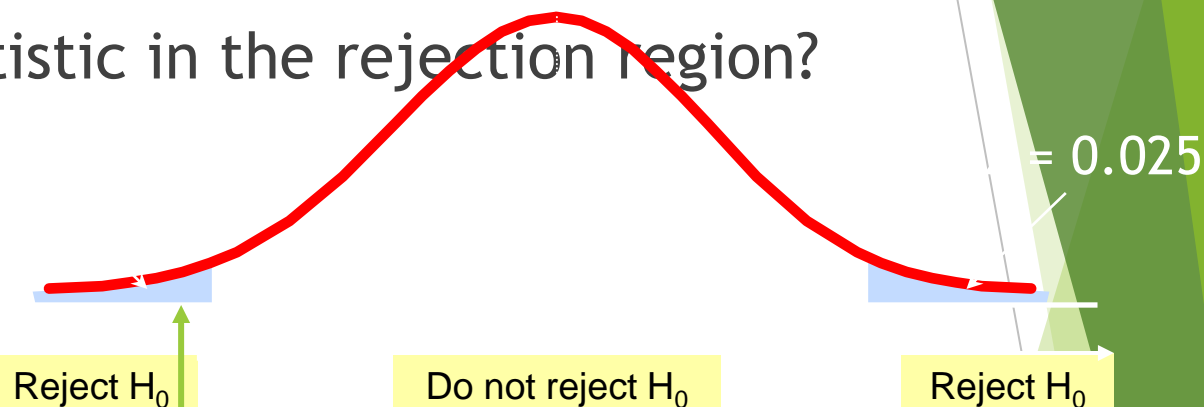 tistic in the rejection region?
= 0.025
Reject H₀
Do not reject H₀
Reject H₀